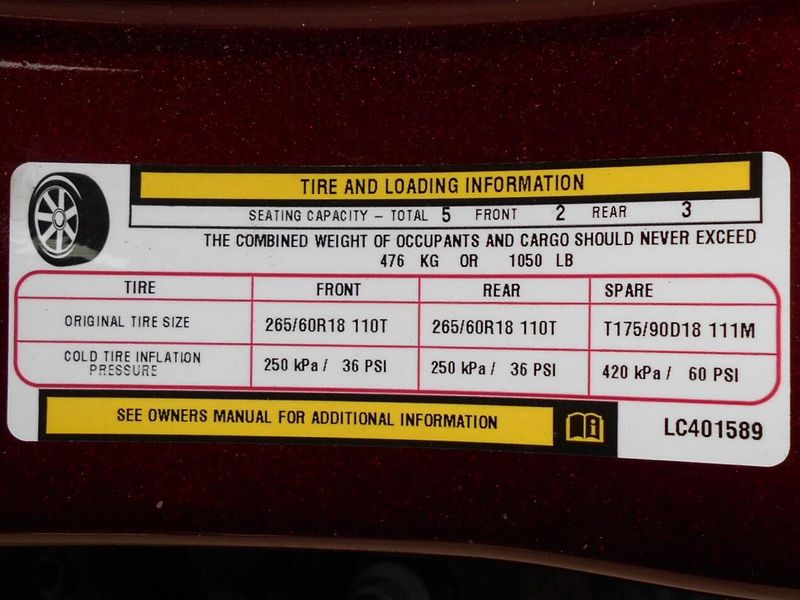 TIRE AND LOADING INFORMATION
SEATING CAPACITY – TOTAL 5 FRONT 2 REAR 3
THE COMBINED WEIGHT OF OCCUPANTS AND CARGO SHOULD NEVER EXCEED
476 KG OR 1050 LB
TIRE FRONT REAR SPARE
ORIGINAL TIRE SIZE 265/60R18 110T 265/60R18 110T T175/90D18 111M
COLD TIRE INFLATION PRESSURE 250 kPa / 36 PSI 250 kPa / 36 PSI 420 kPa / 60 PSI
SEE OWNERS MANUAL FOR ADDITIONAL INFORMATION
LC401589